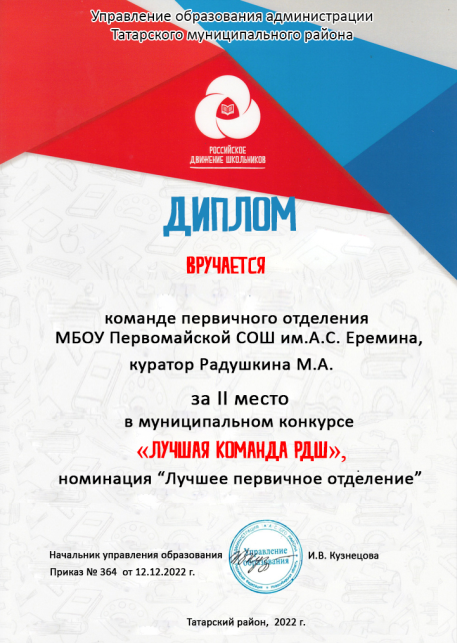 Управление образования администрации
Татарского муниципального района
РОССИЙСКОЕ
ДВИЖЕНИЕ ШКОЛЬНИКОВ
ДИПЛОМ
ВРУЧАЕТСЯ
команде первичного отделения
МБОУ Первомайской СОШ им.А.С. Еремина,
куратор Радушкина М.А.
за II место
в муниципальном конкурсе
«ЛУЧШАЯ КОМАНДА РДШ»,
номинация “Лучшее первичное отделение”
Управление
образования
Начальник управления образования И.В. Кузнецова
Приказ № 364 от 12.12.2022 г.
Татарский район, 2022 г.